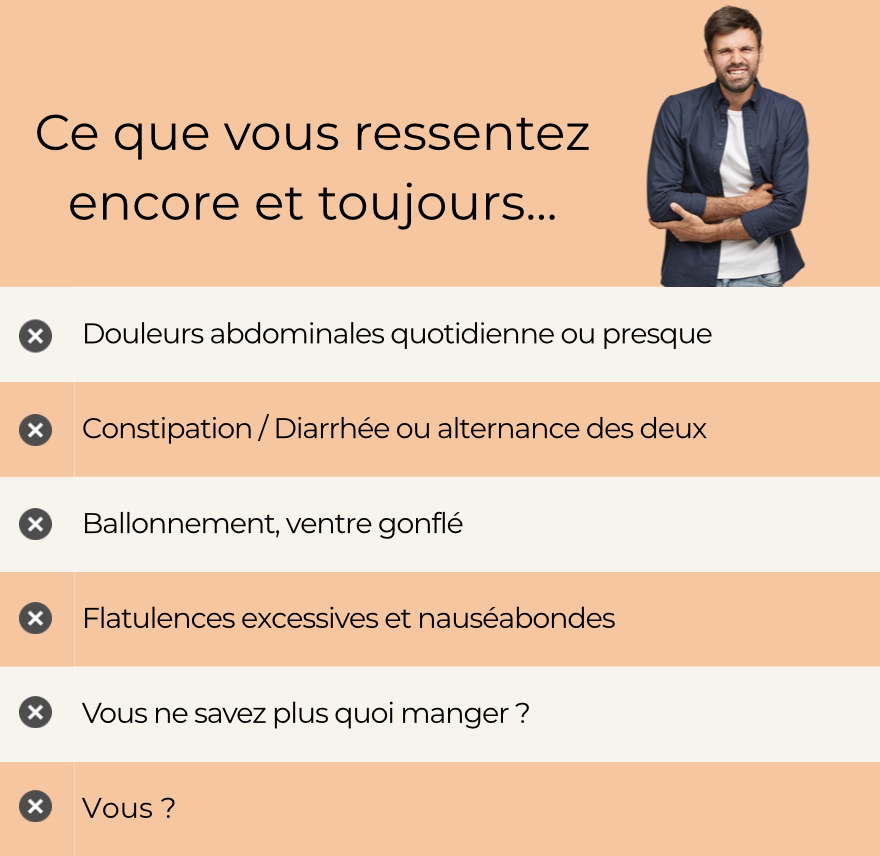 Ce que vous ressentez
encore et toujours...
Douleurs abdominales quotidienne ou presque
Constipation / Diarrhée ou alternance des deux
Ballonnement, ventre gonflé
Flatulences excessives et nauséabondes
Vous ne savez plus quoi manger ?
Vous ?